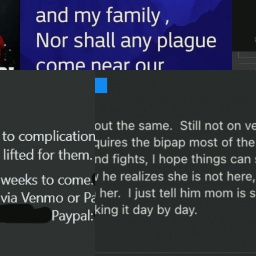 and my family ,
Nor shall any plague
come near our
to complication
lifted for them.
weeks to come.
via Venmo or Pa
Paypal:
out the same. Still not on ve
quires the bipap most of the
nd fights, I hope things can s
he realizes she is not here,
her. I just tell him mom is s
king it day by day.